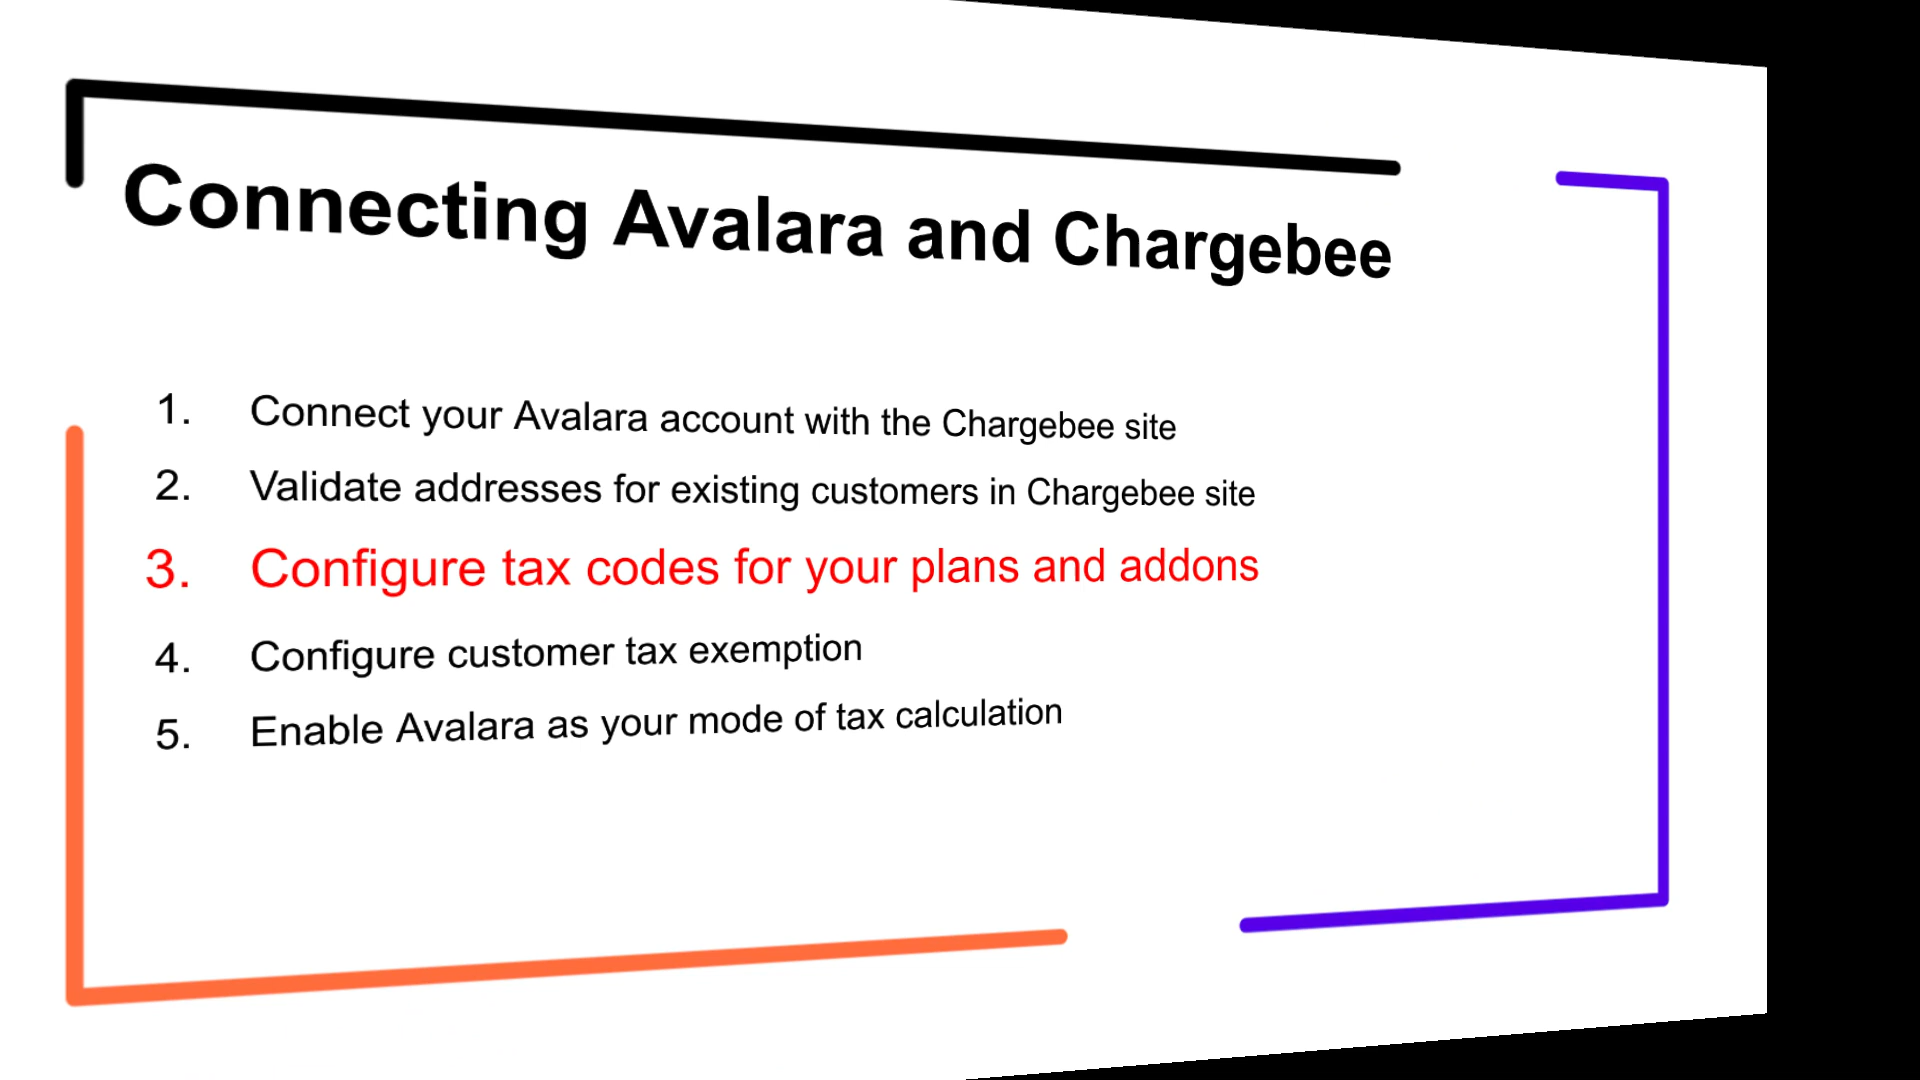 Connecting Avalara and Chargebee
1. Connect your Avalara account with the Chargebee site
2. Validate addresses for existing customers in Chargebee site
3. Configure tax codes for your plans and addons
4. Configure customer tax exemption
5. Enable Avalara as your mode of tax calculation